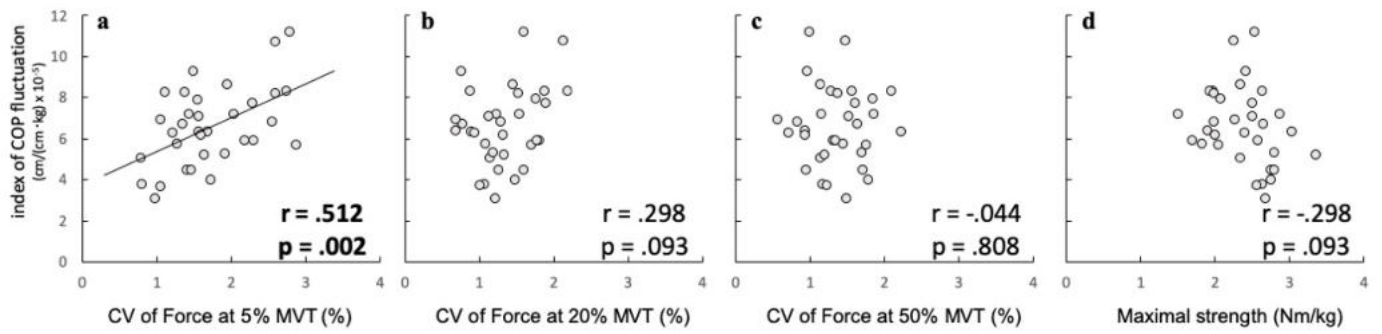 a b c d
index of COP fluctuation
(cm/(cm・kg) x 10⁻⁵)
12
10
8
6
4
2
0
r = .512 r = .298 r = -.044 r = -.298
p = .002 p = .093 p = .808 p = .093
0 1 2 3 4 0 1 2 3 4 0 1 2 3 4 0 1 2 3 4
CV of Force at 5% MVT (%) CV of Force at 20% MVT (%) CV of Force at 50% MVT (%) Maximal strength (Nm/kg)